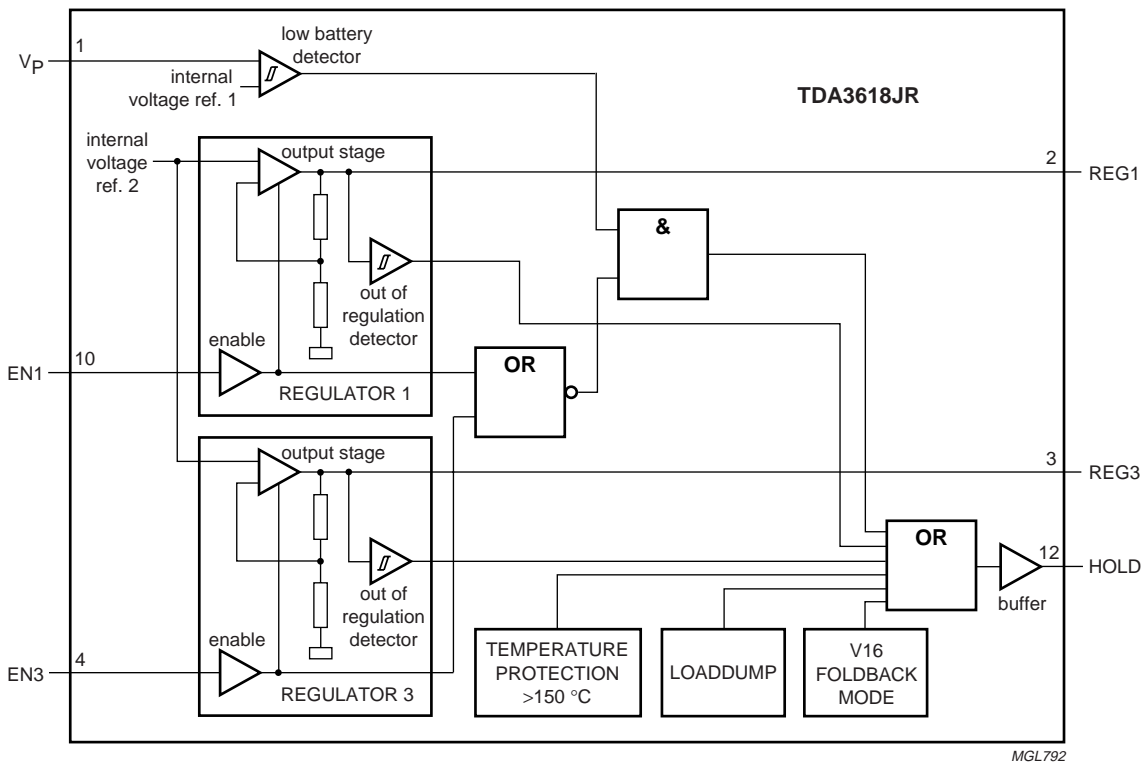 1
low battery
detector
V_P
internal
voltage ref. 1
TDA3618JR
internal
voltage
ref. 2
output stage
2
REG1
&
out of
regulation
detector
enable
10
EN1
REGULATOR 1
OR
output stage
3
REG3
OR
12
HOLD
buffer
out of
regulation
detector
enable
4
EN3
REGULATOR 3
TEMPERATURE
PROTECTION
>150 °C
LOADDUMP
V16
FOLDBACK
MODE
MGL792